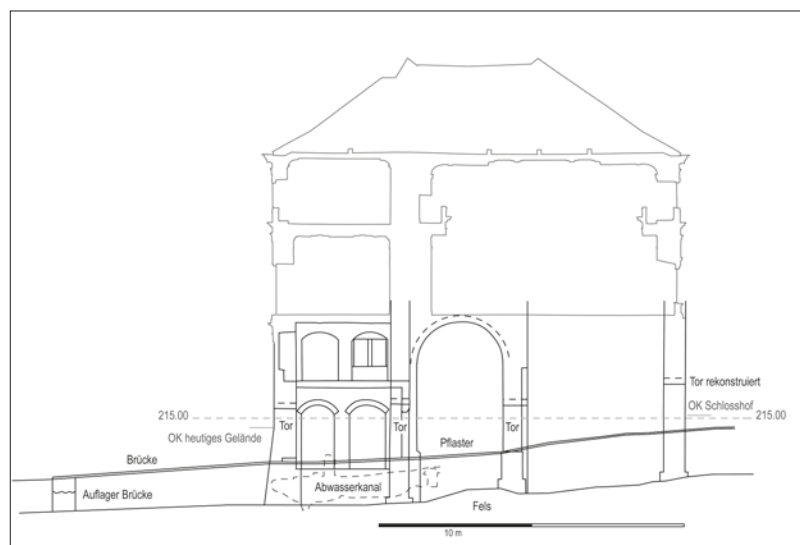 Tor rekonstruiert
215.00
OK Schlosshof
215.00
Tor
Tor
Tor
OK heutiges Gelände
Pflaster
Brücke
Abwasserkanal
Auflager Brücke
Fels
10 m